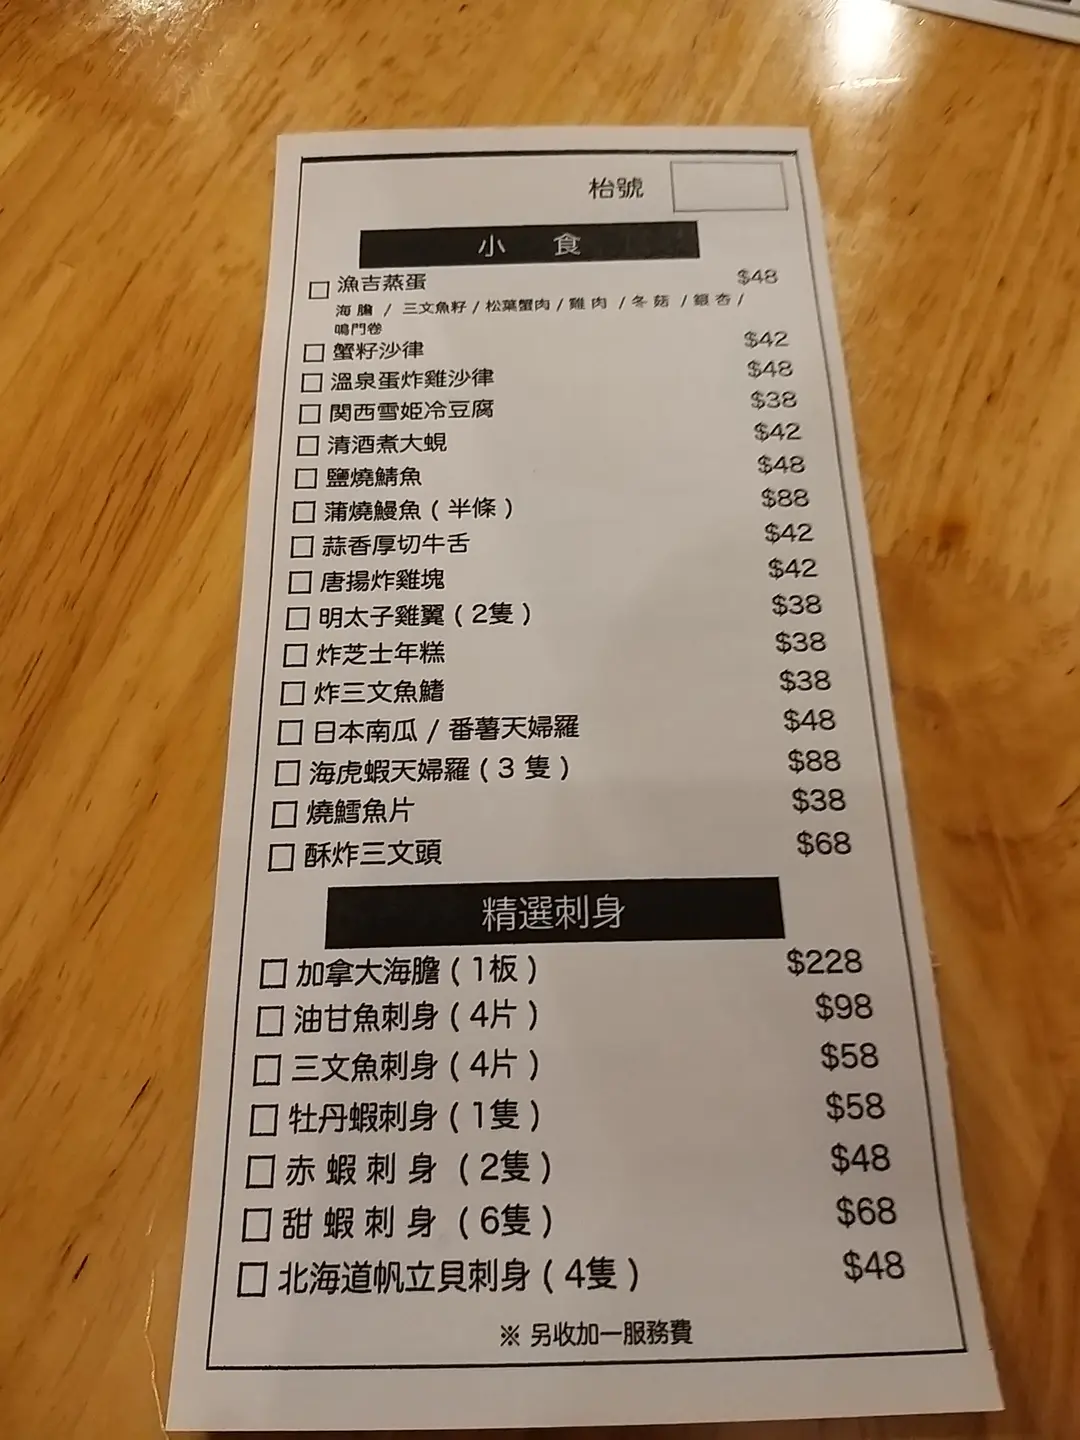 枱號
小 食
漁吉蒸蛋 $48
海膽 / 三文魚籽 / 松葉蟹肉 / 雞肉 / 冬菇 / 銀杏 /
鳴門卷
蟹籽沙律 $42
溫泉蛋炸雞沙律 $48
関西雪姫冷豆腐 $38
清酒煮大蜆 $42
鹽燒鯖魚 $48
蒲燒鰻魚 ( 半條 ) $88
蒜香厚切牛舌 $42
唐揚炸雞塊 $42
明太子雞翼 ( 2隻 ) $38
炸芝士年糕 $38
炸三文魚鰭 $38
日本南瓜 / 番薯天婦羅 $48
海虎蝦天婦羅 ( 3 隻 ) $88
燒鱈魚片 $38
酥炸三文頭 $68
精選刺身
加拿大海膽 ( 1板 ) $228
油甘魚刺身 ( 4片 ) $98
三文魚刺身 ( 4片 ) $58
牡丹蝦刺身 ( 1隻 ) $58
赤蝦刺身 ( 2隻 ) $48
甜蝦刺身 ( 6隻 ) $68
北海道帆立貝刺身 ( 4隻 ) $48
※ 另收加一服務費